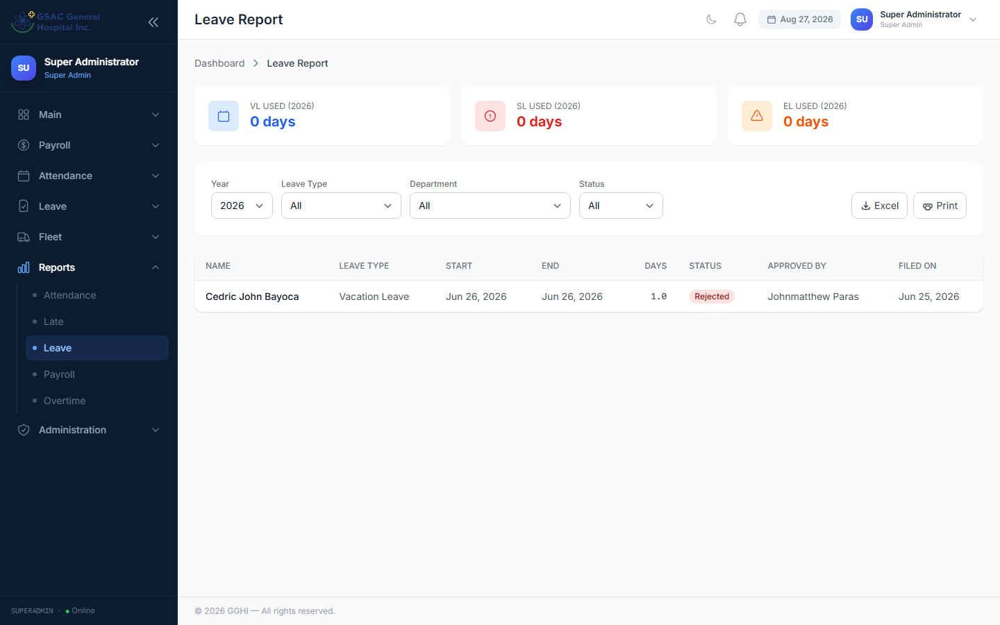 GSAC General
Hospital Inc.
SU
Super Administrator
Super Admin
Main
Payroll
Attendance
Leave
Fleet
Reports
Attendance
Late
Leave
Payroll
Overtime
Administration
SUPERADMIN · Online
Leave Report
Aug 27, 2026
SU
Super Administrator
Super Admin
Dashboard > Leave Report
VL USED (2026)
0 days
SL USED (2026)
0 days
EL USED (2026)
0 days
Year Leave Type Department Status
2026 All All All Excel Print
NAME LEAVE TYPE START END DAYS STATUS APPROVED BY FILED ON
Cedric John Bayoca Vacation Leave Jun 26, 2026 Jun 26, 2026 1.0 Rejected Johnmatthew Paras Jun 25, 2026
© 2026 GGHI — All rights reserved.